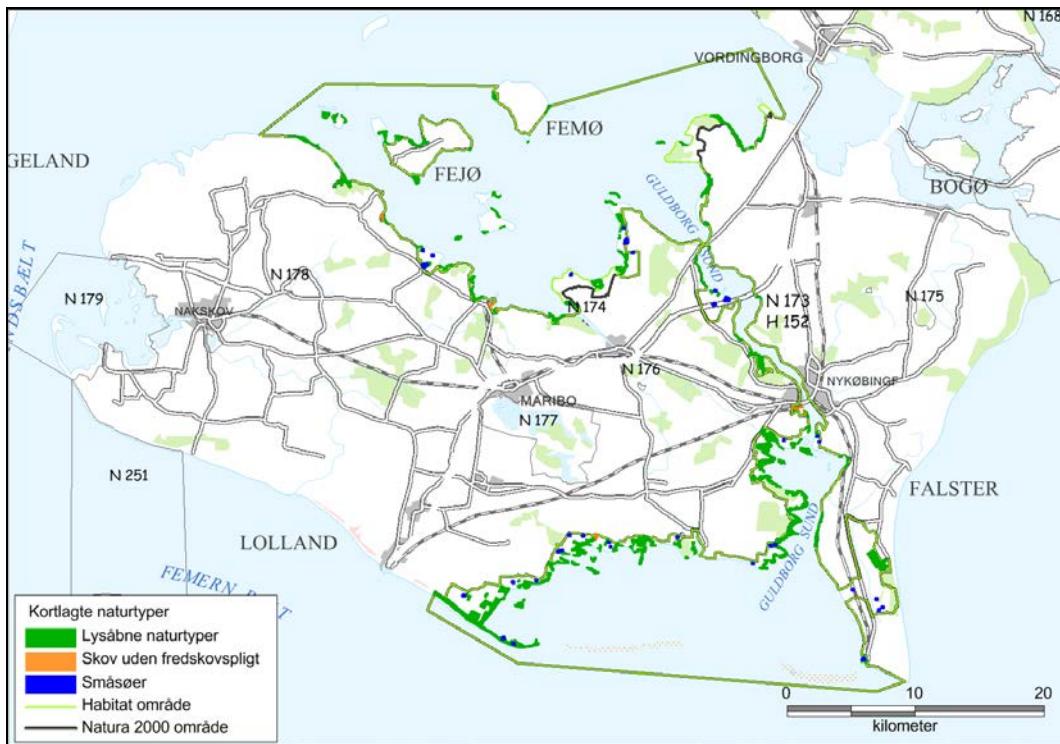 N 168
VORDINGBORG
FEMØ
GELAND
FEJØ
BOGØ
GULDBORG SUND
N 179
N 178
NAKSKOV
N 174
N 173
H 152
N 175
N 176
NYKØBINGF
MARIBO
N 177
N 251
FALSTER
LOLLAND
GULDBORG SUND
FEMERN
Kortlagte naturtyper
Lysåbne naturtyper
Skov uden fredskovspligt
Småsøer
Habitat område
Natura 2000 område
0 10 20
kilometer